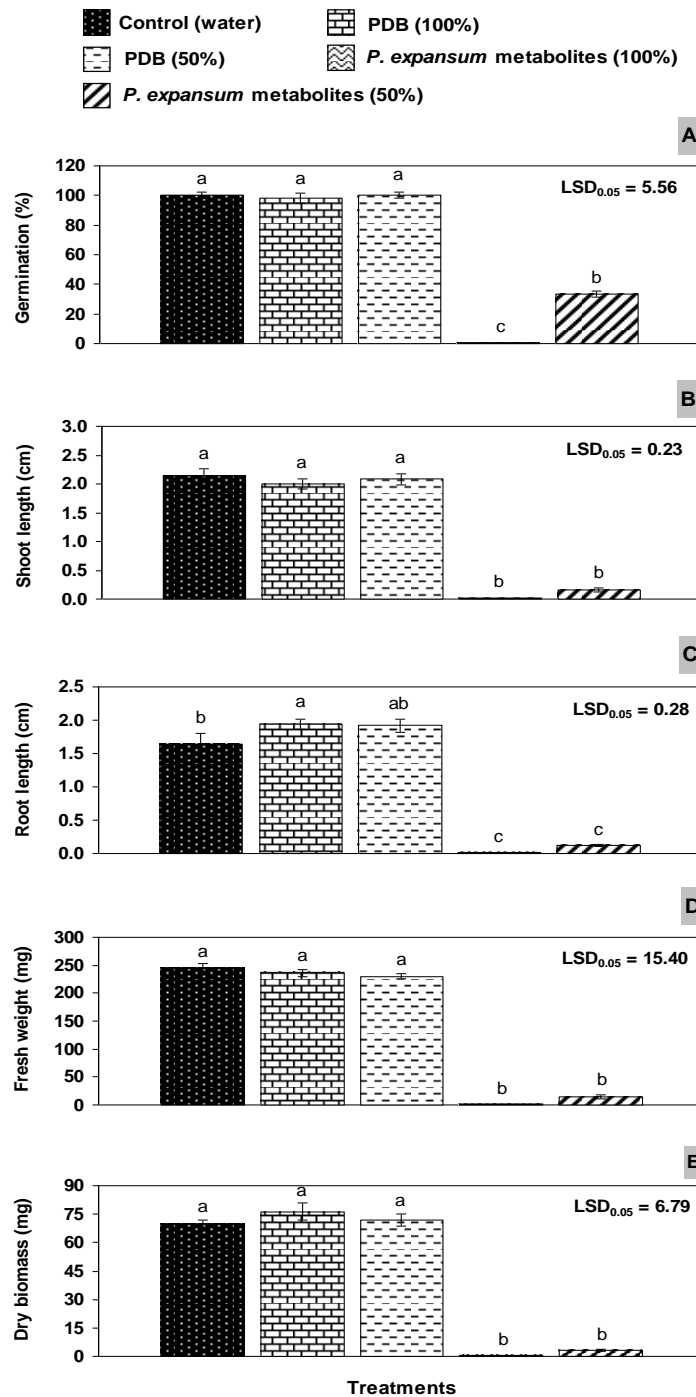 Control (water) PDB (100%)
PDB (50%) P. expansum metabolites (100%)
P. expansum metabolites (50%)
A
120
100
80
60
40
20
0
Germination (%)
a a a c b
LSD0.05 = 5.56
B
3.0
2.5
2.0
1.5
1.0
0.5
0.0
Shoot length (cm)
a a a b b
LSD0.05 = 0.23
C
2.5
2.0
1.5
1.0
0.5
0.0
Root length (cm)
b a ab c c
LSD0.05 = 0.28
D
300
250
200
150
100
50
0
Fresh weight (mg)
a a a b b
LSD0.05 = 15.40
E
90
75
60
45
30
15
0
Dry biomass (mg)
a a a b b
LSD0.05 = 6.79
Treatments